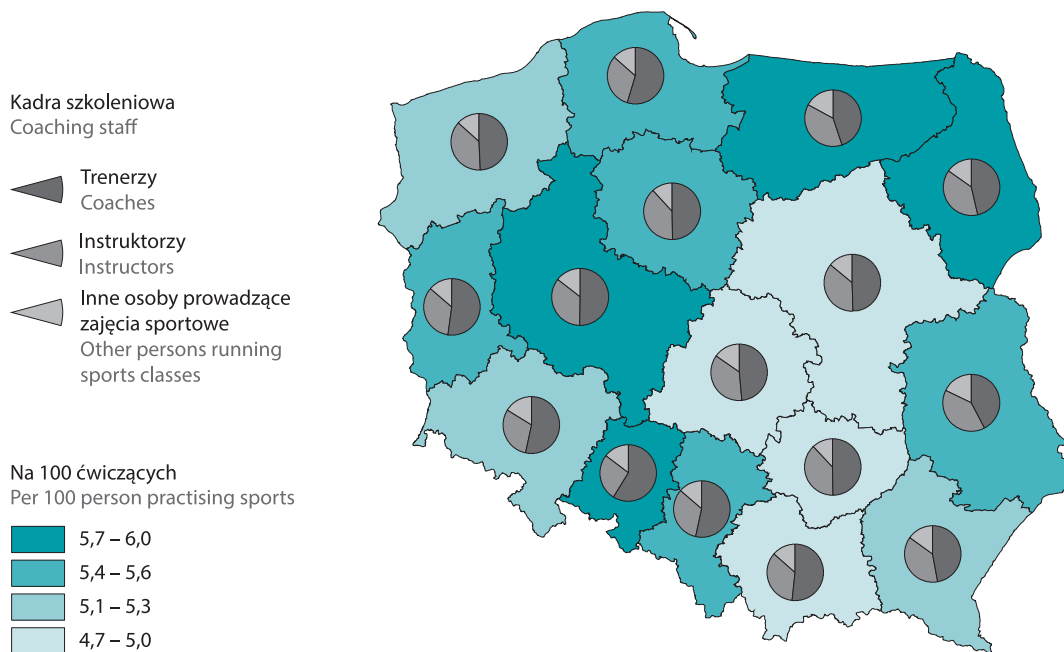 Kadra szkoleniowa
Coaching staff
Trenerzy
Coaches
Instruktorzy
Instructors
Inne osoby prowadzące
zajęcia sportowe
Other persons running
sports classes
Na 100 ćwiczących
Per 100 person practising sports
5,7 – 6,0
5,4 – 5,6
5,1 – 5,3
4,7 – 5,0